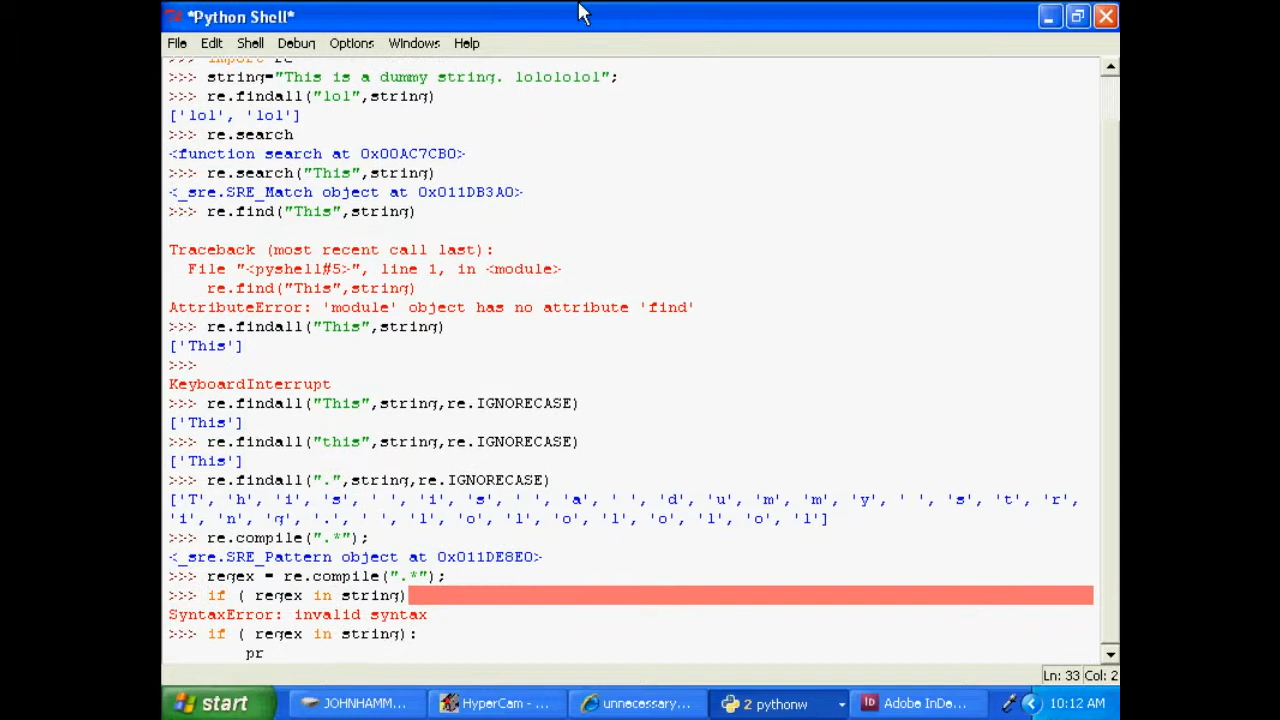 *Python Shell*
File Edit Shell Debug Options Windows Help
>>> import re
>>> string="This is a dummy string. lolololol";
>>> re.findall("lol",string)
['lol', 'lol']
>>> re.search
<function search at 0x00AC7CB0>
>>> re.search("This",string)
<_sre.SRE_Match object at 0x011DB3A0>
>>> re.find("This",string)
Traceback (most recent call last):
File "<pyshell#5>", line 1, in <module>
re.find("This",string)
AttributeError: 'module' object has no attribute 'find'
>>> re.findall("This",string)
['This']
>>>
KeyboardInterrupt
>>> re.findall("This",string,re.IGNORECASE)
['This']
>>> re.findall("this",string,re.IGNORECASE)
['This']
>>> re.findall(".",string,re.IGNORECASE)
['T', 'h', 'i', 's', ' ', 'i', 's', ' ', 'a', ' ', 'd', 'u', 'm', 'm', 'y', ' ', 's', 't', 'r',
'i', 'n', 'g', '.', ' ', 'l', 'o', 'l', 'o', 'l', 'o', 'l', 'o', 'l']
>>> re.compile(".*");
<_sre.SRE_Pattern object at 0x011DE8E0>
>>> regex = re.compile(".*");
>>> if ( regex in string)
SyntaxError: invalid syntax
>>> if ( regex in string):
pr
Ln: 33 Col: 2
start JOHNHAMM... HyperCam - ... unnecessary... 2 pythonw Adobe InDe... 10:12 AM